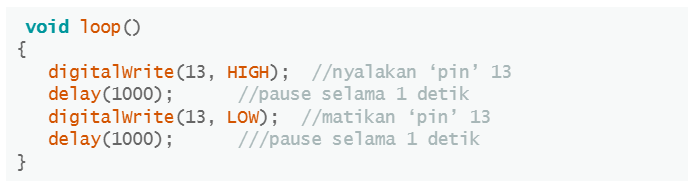 void loop()
{
digitalWrite(13, HIGH);  //nyalakan ‘pin’ 13
delay(1000);      //pause selama 1 detik
digitalWrite(13, LOW);  //matikan ‘pin’ 13
delay(1000);      ///pause selama 1 detik
}